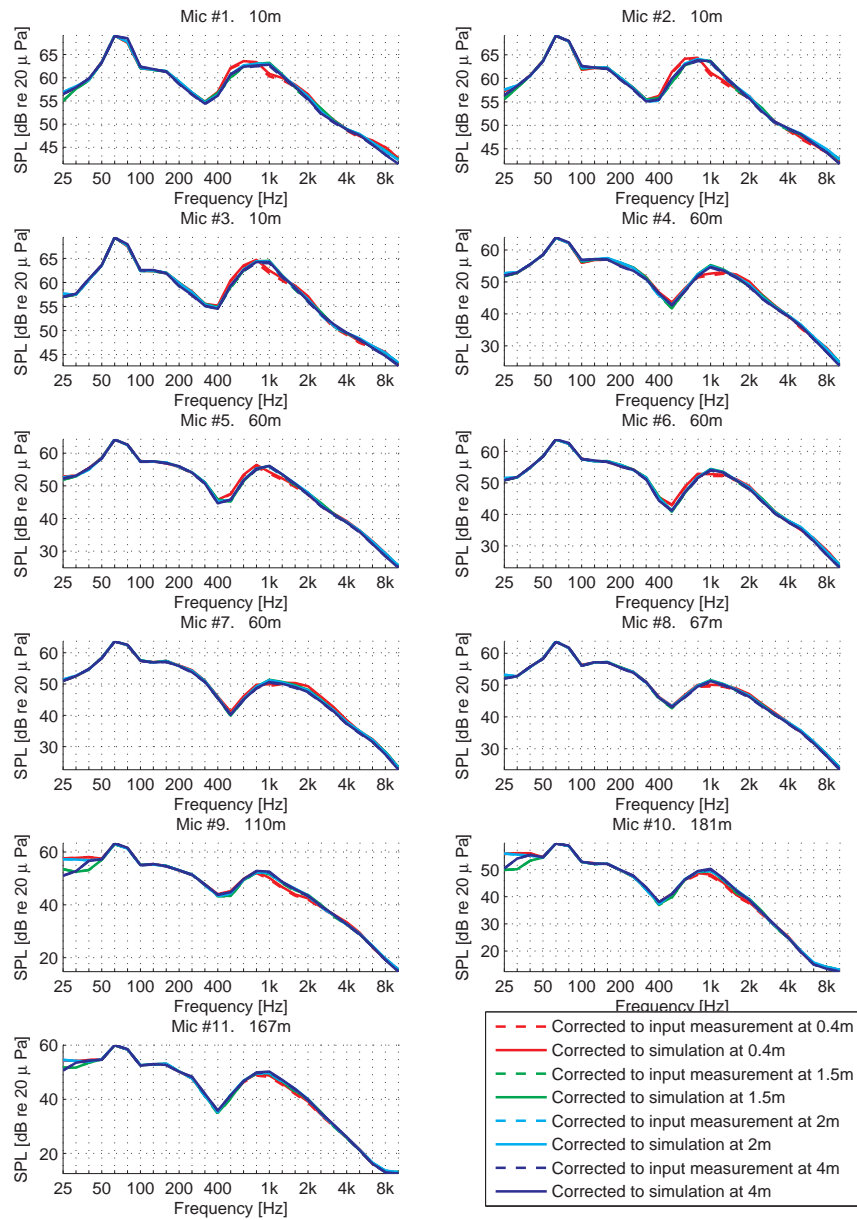 Mic #1. 10m
SPL [dB re 20 μ Pa]
65
60
55
50
45
25 50 100 200 400 1k 2k 4k 8k
Frequency [Hz]
Mic #2. 10m
SPL [dB re 20 μ Pa]
65
60
55
50
45
25 50 100 200 400 1k 2k 4k 8k
Frequency [Hz]
Mic #3. 10m
SPL [dB re 20 μ Pa]
65
60
55
50
45
25 50 100 200 400 1k 2k 4k 8k
Frequency [Hz]
Mic #4. 60m
SPL [dB re 20 μ Pa]
60
50
40
30
25 50 100 200 400 1k 2k 4k 8k
Frequency [Hz]
Mic #5. 60m
SPL [dB re 20 μ Pa]
60
50
40
30
25 50 100 200 400 1k 2k 4k 8k
Frequency [Hz]
Mic #6. 60m
SPL [dB re 20 μ Pa]
60
50
40
30
25 50 100 200 400 1k 2k 4k 8k
Frequency [Hz]
Mic #7. 60m
SPL [dB re 20 μ Pa]
60
50
40
30
25 50 100 200 400 1k 2k 4k 8k
Frequency [Hz]
Mic #8. 67m
SPL [dB re 20 μ Pa]
60
50
40
30
25 50 100 200 400 1k 2k 4k 8k
Frequency [Hz]
Mic #9. 110m
SPL [dB re 20 μ Pa]
60
40
20
25 50 100 200 400 1k 2k 4k 8k
Frequency [Hz]
Mic #10. 181m
SPL [dB re 20 μ Pa]
50
40
30
20
25 50 100 200 400 1k 2k 4k 8k
Mic #11. 167m
SPL [dB re 20 μ Pa]
60
40
20
25 50 100 200 400 1k 2k 4k 8k
Frequency [Hz]
Corrected to input measurement at 0.4m
Corrected to simulation at 0.4m
Corrected to input measurement at 1.5m
Corrected to simulation at 1.5m
Corrected to input measurement at 2m
Corrected to simulation at 2m
Corrected to input measurement at 4m
Corrected to simulation at 4m